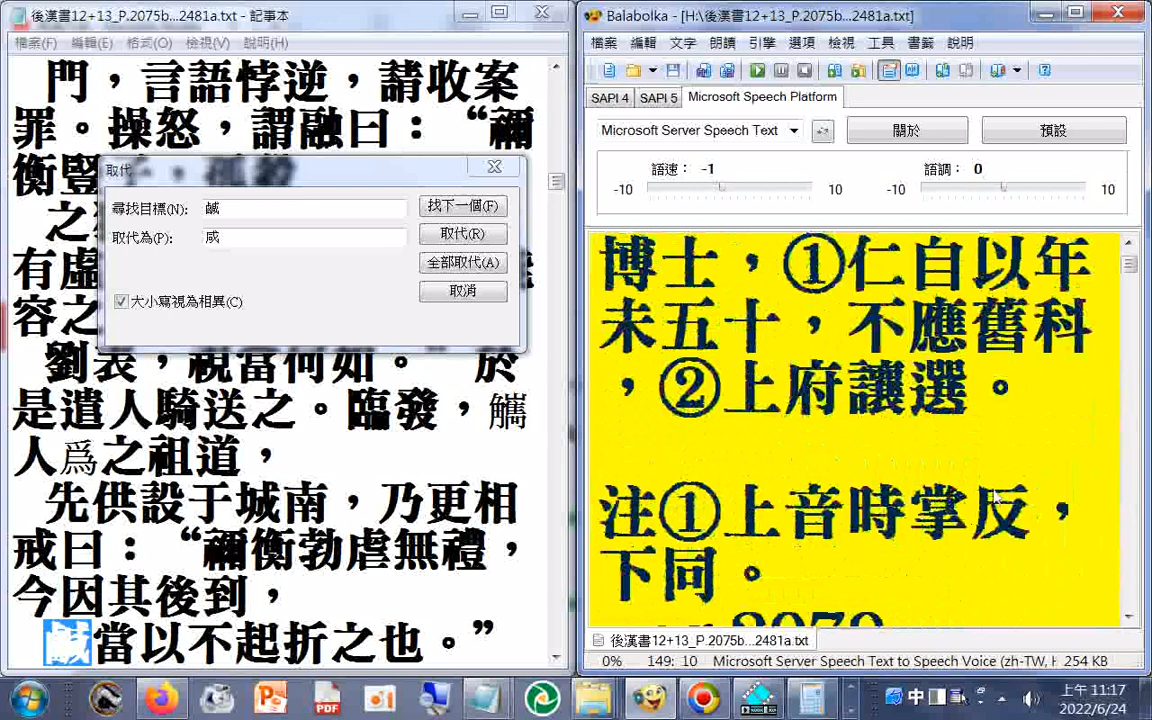 後漢書12+13_P.2075b...2481a.txt - 記事本
檔案(F) 編輯(E) 格式(O) 檢視(V) 說明(H)
門，言語悖逆，請收案
罪。操怒，謂融曰：“禰
衡豎
之
有虛
容之
劉表，視當何如。”於
是遣人騎送之。臨發，觿
人爲之祖道，
先供設于城南，乃更相
戒曰：“禰衡勃虐無禮，
今因其後到，
鹹當以不起折之也。”
取代
尋找目標(N): 鹹
取代為(P): 咸
大小寫視為相異(C)
找下一個(F)
取代(R)
全部取代(A)
取消
Balabolka - [H:\後漢書12+13_P.2075b...2481a.txt]
檔案 編輯 文字 朗讀 引擎 選項 檢視 工具 書籤 說明
SAPI 4 SAPI 5 Microsoft Speech Platform
Microsoft Server Speech Text 關於 預設
語速： -1 語調： 0
-10 10 -10 10
博士，①仁自以年
未五十，不應舊科
，②上府讓選。
注①上音時掌反，
下同。
後漢書12+13_P.2075b...2481a.txt
0% 149: 10 Microsoft Server Speech Text to Speech Voice (zh-TW, H 254 KB
中
上午 11:17
2022/6/24